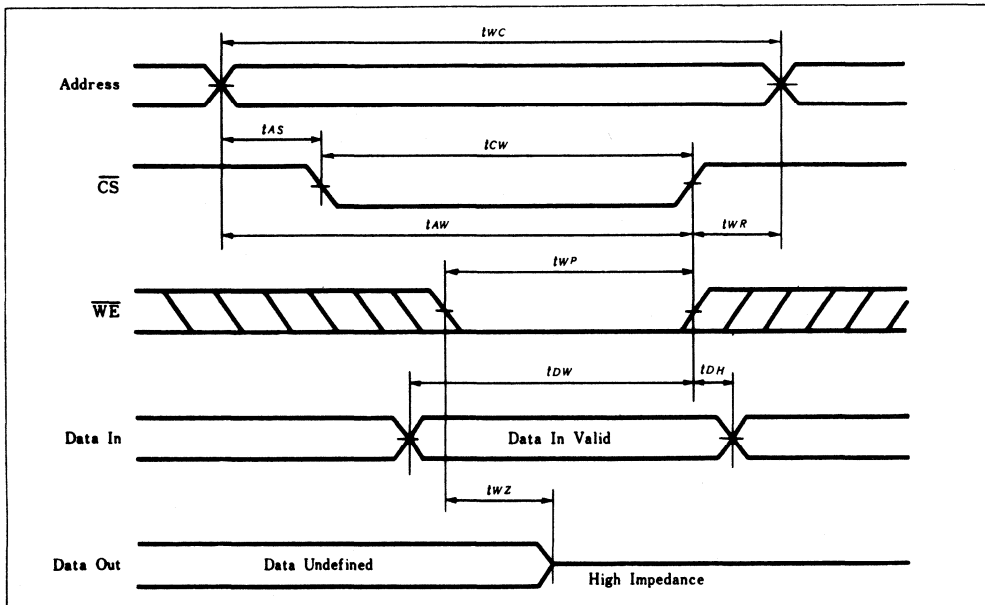 tWC
Address
tAS
tCW
CS
tAW
tWR
tWP
WE
tDW
tDH
Data In
Data In Valid
tWZ
Data Out
Data Undefined
High Impedance